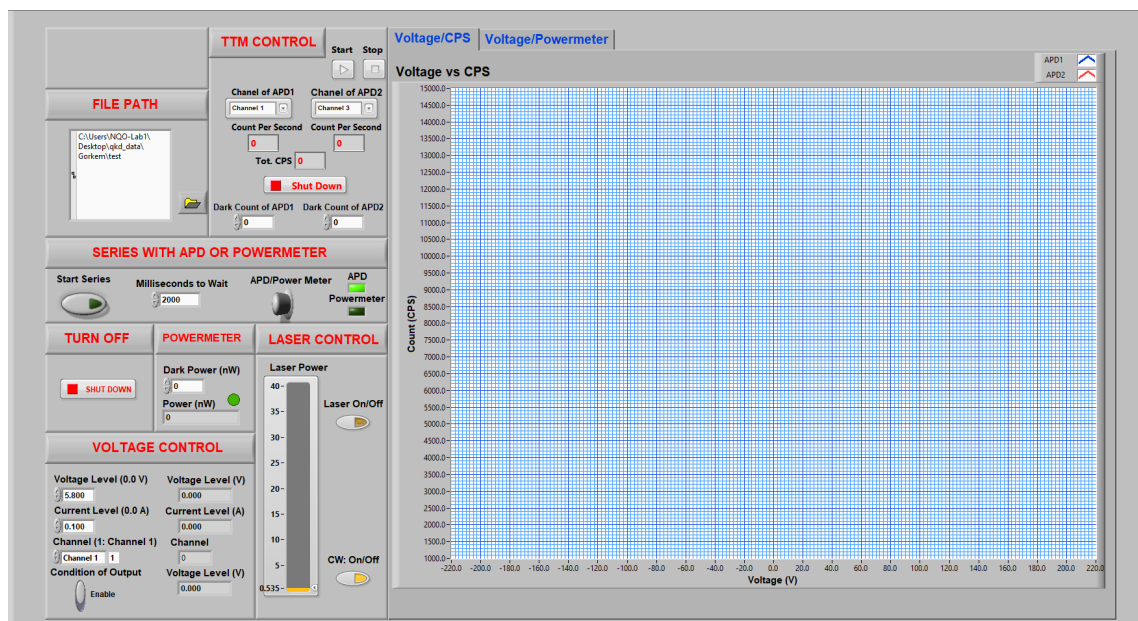 TTM CONTROL
Start Stop
FILE PATH
C:\Users\NQO-Lab1\
Desktop\qkd_data\
Gorkem\test
Chanel of APD1 Chanel of APD2
Channel 1 Channel 3
Count Per Second Count Per Second
0 0
Tot. CPS 0
Shut Down
Dark Count of APD1 Dark Count of APD2
0 0
SERIES WITH APD OR POWERMETER
Start Series
Milliseconds to Wait
2000
APD/Power Meter
APD
Powermeter
TURN OFF
SHUT DOWN
POWERMETER
Dark Power (nW)
0
Power (nW)
0
LASER CONTROL
Laser Power
40
35
30
25
20
15
10
5
0.535
Laser On/Off
CW: On/Off
VOLTAGE CONTROL
Voltage Level (0.0 V) Voltage Level (V)
5.800 0.000
Current Level (0.0 A) Current Level (A)
0.100 0.000
Channel (1: Channel 1) Channel
Channel 1 1 0
Condition of Output Voltage Level (V)
Enable 0.000
Voltage/CPS Voltage/Powermeter
Voltage vs CPS
APD1
APD2
Count (CPS)
15000.0
14000.0
13500.0
13000.0
12500.0
12000.0
11500.0
11000.0
10500.0
10000.0
9500.0
9000.0
8500.0
8000.0
7500.0
7000.0
6500.0
6000.0
5500.0
5000.0
4500.0
4000.0
3500.0
3000.0
2500.0
2000.0
1500.0
1000.0
-220.0 -200.0 -180.0 -160.0 -140.0 -120.0 -100.0 -80.0 -60.0 -40.0 -20.0 0.0 20.0 40.0 60.0 80.0 100.0 120.0 140.0 160.0 180.0 200.0 220.0
Voltage (V)